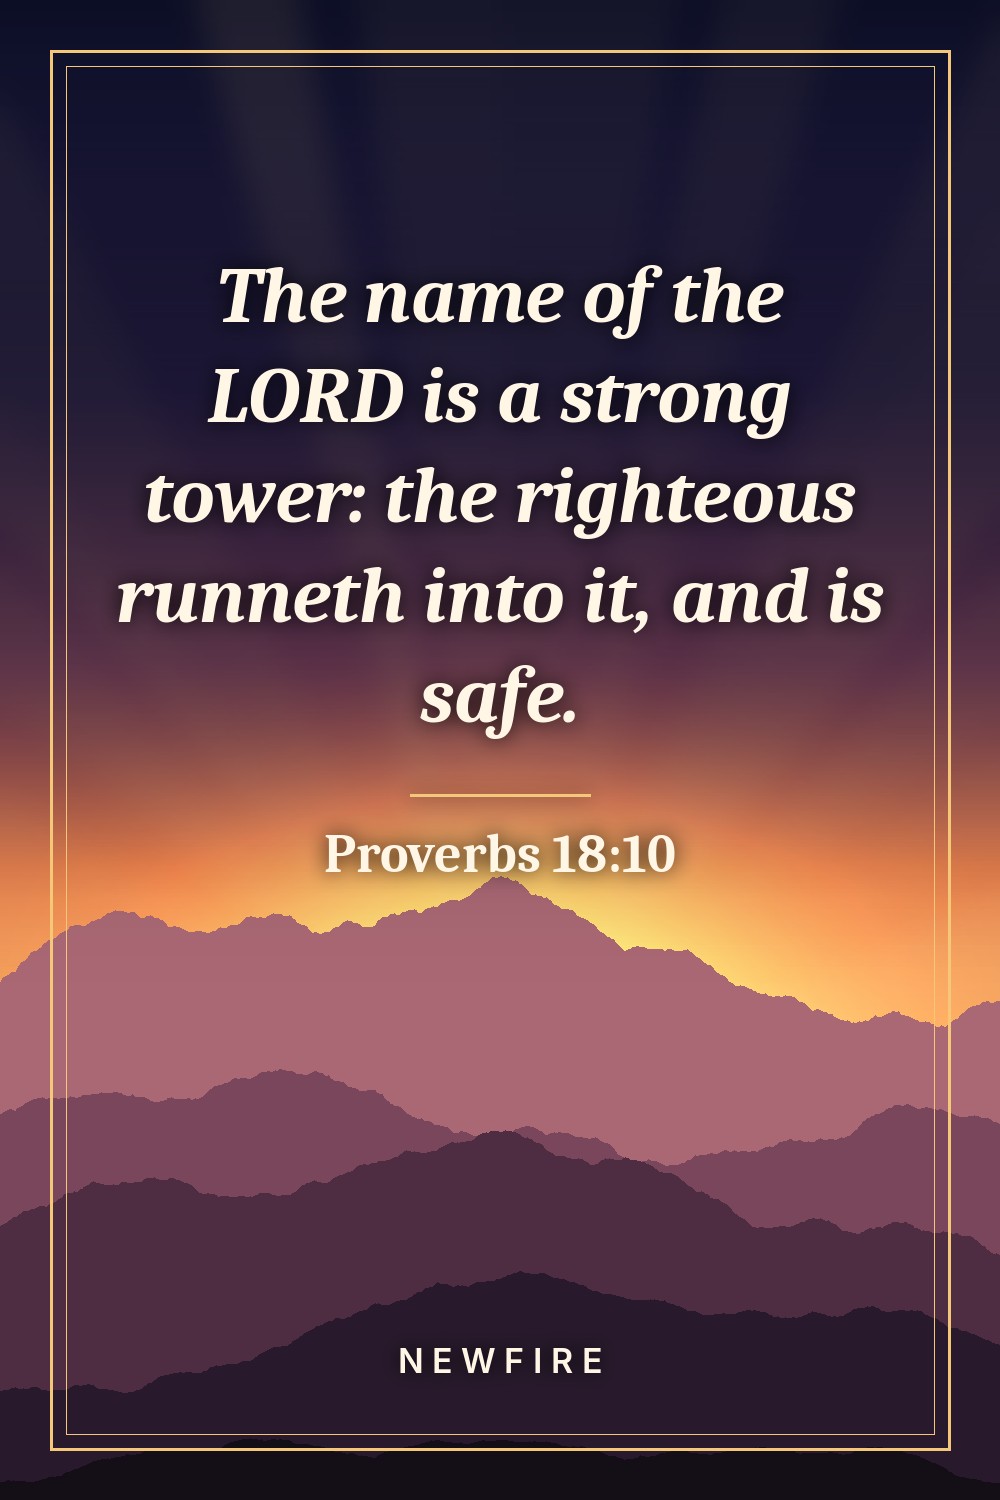 The name of the
LORD is a strong
tower: the righteous
runneth into it, and is
safe.
Proverbs 18:10
NEWFIRE